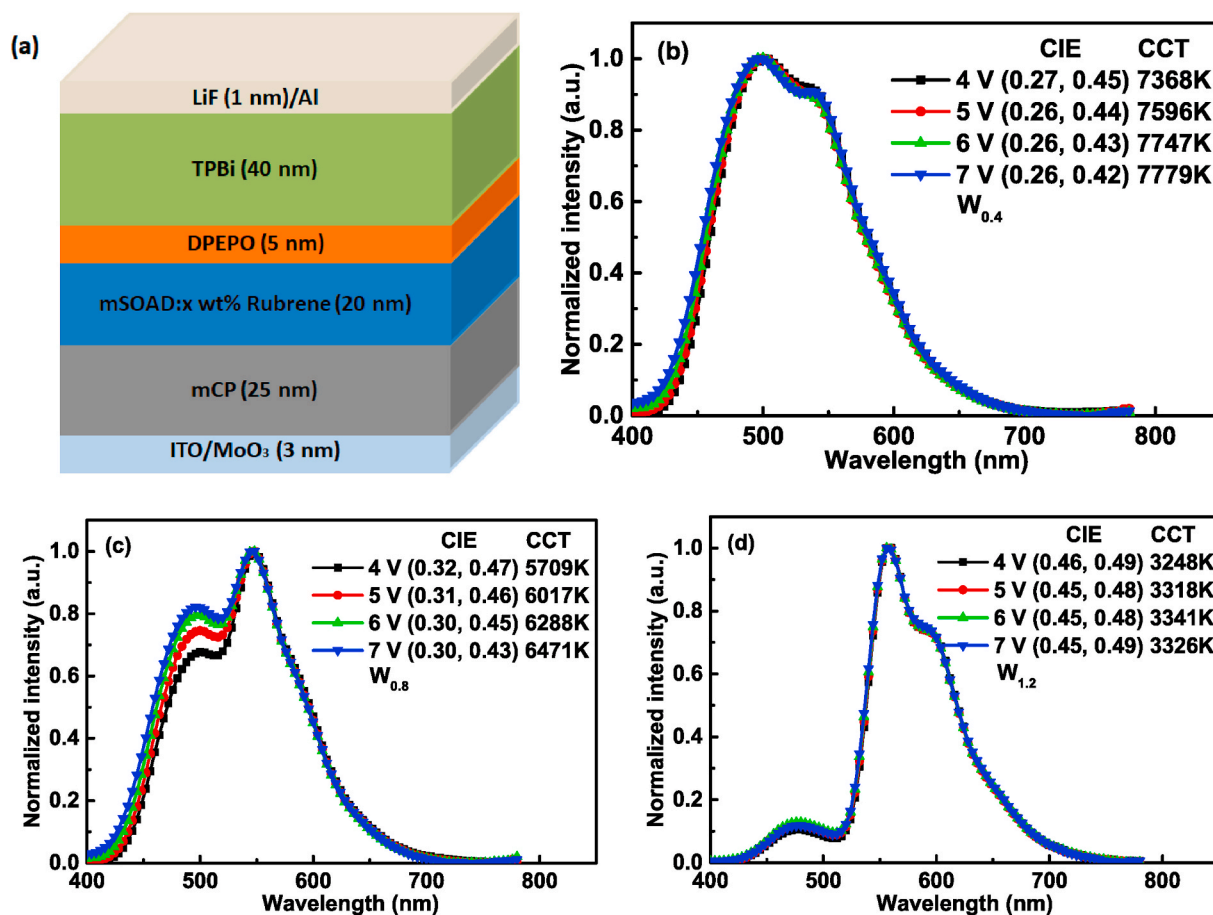 (a)
LiF (1 nm)/Al
TPBi (40 nm)
DPEPO (5 nm)
mSOAD:x wt% Rubrene (20 nm)
mCP (25 nm)
ITO/MoO₃ (3 nm)
(b)
CIE CCT
4 V (0.27, 0.45) 7368K
5 V (0.26, 0.44) 7596K
6 V (0.26, 0.43) 7747K
7 V (0.26, 0.42) 7779K
W0.4
Normalized intensity (a.u.)
1.0
0.8
0.6
0.4
0.2
0.0
400 500 600 700 800
Wavelength (nm)
(c)
CIE CCT
4 V (0.32, 0.47) 5709K
5 V (0.31, 0.46) 6017K
6 V (0.30, 0.45) 6288K
7 V (0.30, 0.43) 6471K
W0.8
Normalized intensity (a.u.)
1.0
0.8
0.6
0.4
0.2
0.0
400 500 600 700 800
Wavelength (nm)
(d)
CIE CCT
4 V (0.46, 0.49) 3248K
5 V (0.45, 0.48) 3318K
6 V (0.45, 0.48) 3341K
7 V (0.45, 0.49) 3326K
W1.2
Normalized intensity (a.u.)
1.0
0.8
0.6
0.4
0.2
0.0
400 500 600 700 800
Wavelength (nm)